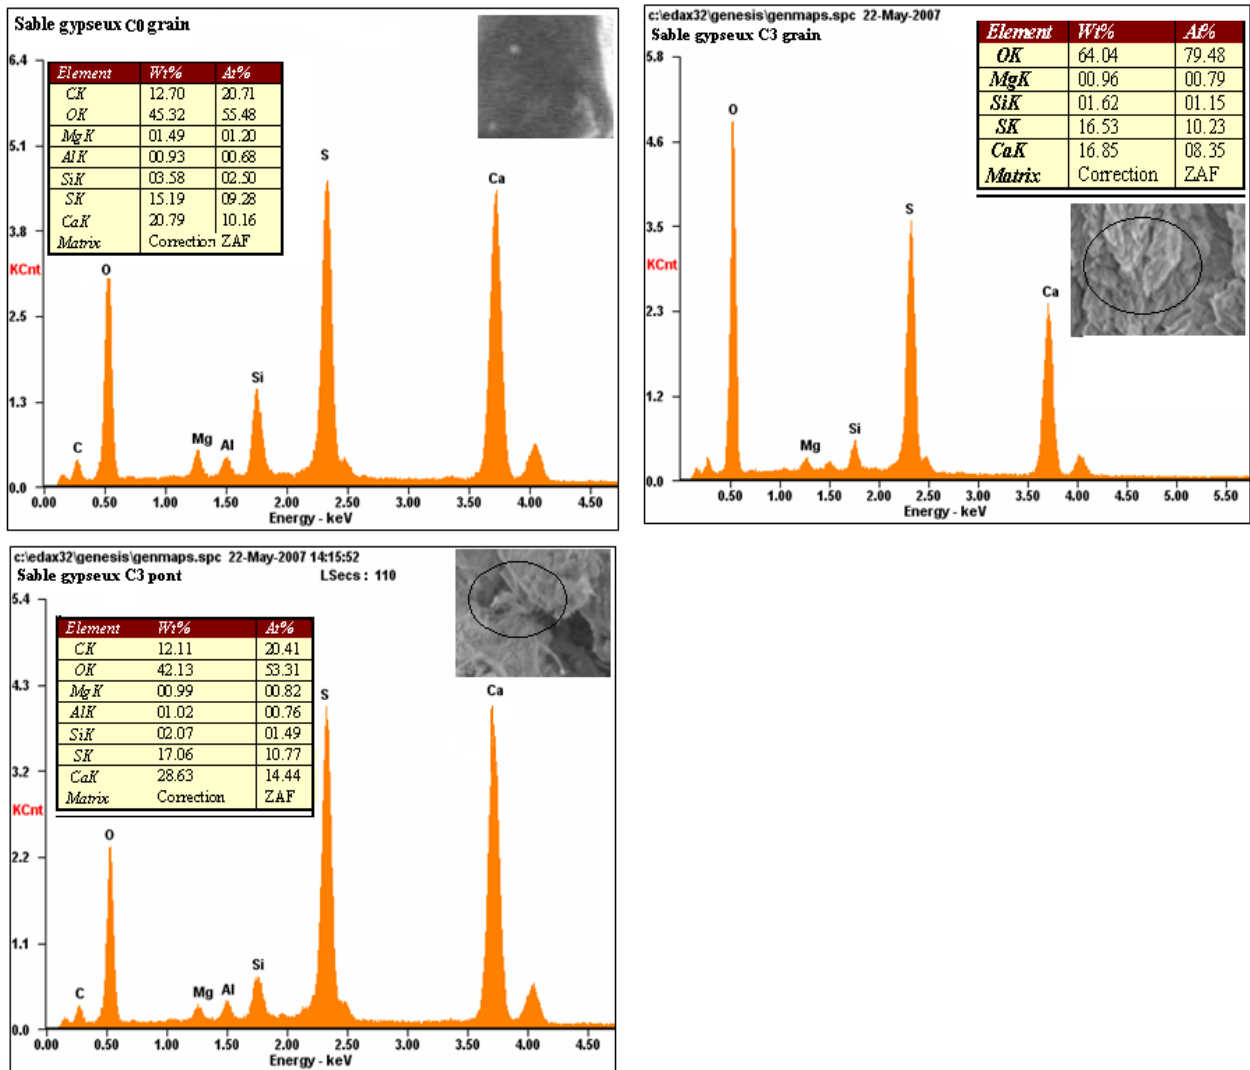 Sable gypseux C0 grain
6.4
Element Wt% At%
CK 12.70 20.71
OK 45.32 55.48
MgK 01.49 01.20
AlK 00.93 00.68
SiK 03.58 02.50
SK 15.19 09.28
CaK 20.79 10.16
Matrix Correction ZAF
5.1
3.8
KCnt
2.5
1.3
0.0
C
O
Mg
Al
Si
S
Ca
0.00 0.50 1.00 1.50 2.00 2.50 3.00 3.50 4.00 4.50
Energy - keV
c:\edax32\genesis\genmaps.spc 22-May-2007
Sable gypseux C3 grain
5.8
Element Wt% At%
OK 64.04 79.48
MgK 00.96 00.79
SiK 01.62 01.15
SK 16.53 10.23
CaK 16.85 08.35
Matrix Correction ZAF
4.6
3.5
KCnt
2.3
1.2
0.0
O
Mg
Si
S
Ca
0.50 1.00 1.50 2.00 2.50 3.00 3.50 4.00 4.50 5.00 5.50
Energy - keV
c:\edax32\genesis\genmaps.spc 22-May-2007 14:15:52
Sable gypseux C3 pont LSecs : 110
5.4
Element Wt% At%
CK 12.11 20.41
OK 42.13 53.31
MgK 00.99 00.82
AlK 01.02 00.76
SiK 02.07 01.49
SK 17.06 10.77
CaK 28.63 14.44
Matrix Correction ZAF
4.3
3.2
KCnt
2.2
1.1
0.0
C
O
Mg
Al
Si
S
Ca
0.00 0.50 1.00 1.50 2.00 2.50 3.00 3.50 4.00 4.50
Energy - keV